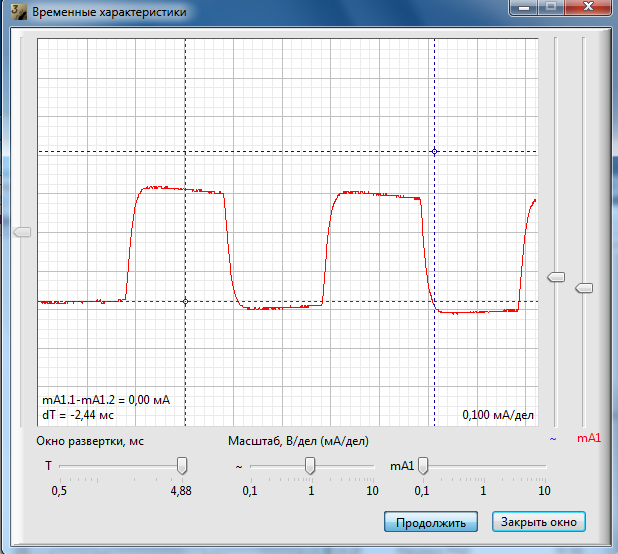 Временные характеристики
mA1.1-mA1.2 = 0,00 мА
dT = -2,44 мс
0,100 мА/дел
Окно развертки, мс
Масштаб, В/дел (мА/дел)
~
mA1
T
~
mA1
0,5
4,88
0,1
1
10
0,1
1
10
Продолжить
Закрыть окно